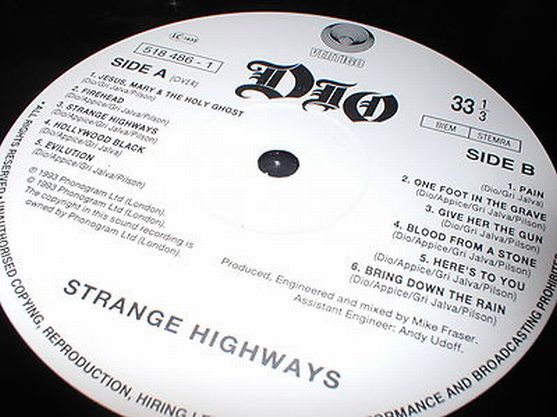 LC 1633
518 486 - 1
VERTIGO
DIO
33 1/3
BIEM STEMRA
SIDE A (OVER)
1. JESUS, MARY & THE HOLY GHOST
(Dio/Appice/Gri Jalva/Pilson)
2. FIREHEAD
(Dio/Appice/Gri Jalva/Pilson)
3. STRANGE HIGHWAYS
(Dio/Appice/Gri Jalva/Pilson)
4. HOLLYWOOD BLACK
(Dio/Appice/Gri Jalva)
5. EVILUTION
(Dio/Appice/Gri Jalva/Pilson)
℗ 1993 Phonogram Ltd (London).
© 1993 Phonogram Ltd (London).
The copyright in this sound recording is
owned by Phonogram Ltd (London).
SIDE B
1. PAIN
(Dio/Gri Jalva)
2. ONE FOOT IN THE GRAVE
(Dio/Appice/Gri Jalva/Pilson)
3. GIVE HER THE GUN
(Dio/Appice/Gri Jalva/Pilson)
4. BLOOD FROM A STONE
(Dio/Appice/Gri Jalva/Pilson)
5. HERE'S TO YOU
(Dio/Appice/Gri Jalva/Pilson)
6. BRING DOWN THE RAIN
(Dio/Appice/Gri Jalva/Pilson)
Produced, Engineered and mixed by Mike Fraser.
Assistant Engineer: Andy Udoff.
STRANGE HIGHWAYS
• ALL RIGHTS RESERVED • UNAUTHORISED COPYING, REPRODUCTION, HIRING
AND BROADCASTING